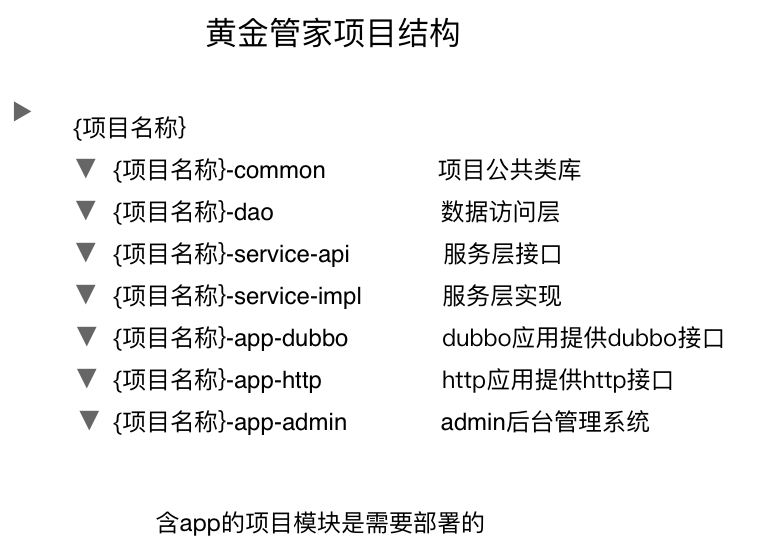 黄金管家项目结构
{项目名称}
{项目名称}-common 项目公共类库
{项目名称}-dao 数据访问层
{项目名称}-service-api 服务层接口
{项目名称}-service-impl 服务层实现
{项目名称}-app-dubbo dubbo应用提供dubbo接口
{项目名称}-app-http http应用提供http接口
{项目名称}-app-admin admin后台管理系统
含app的项目模块是需要部署的